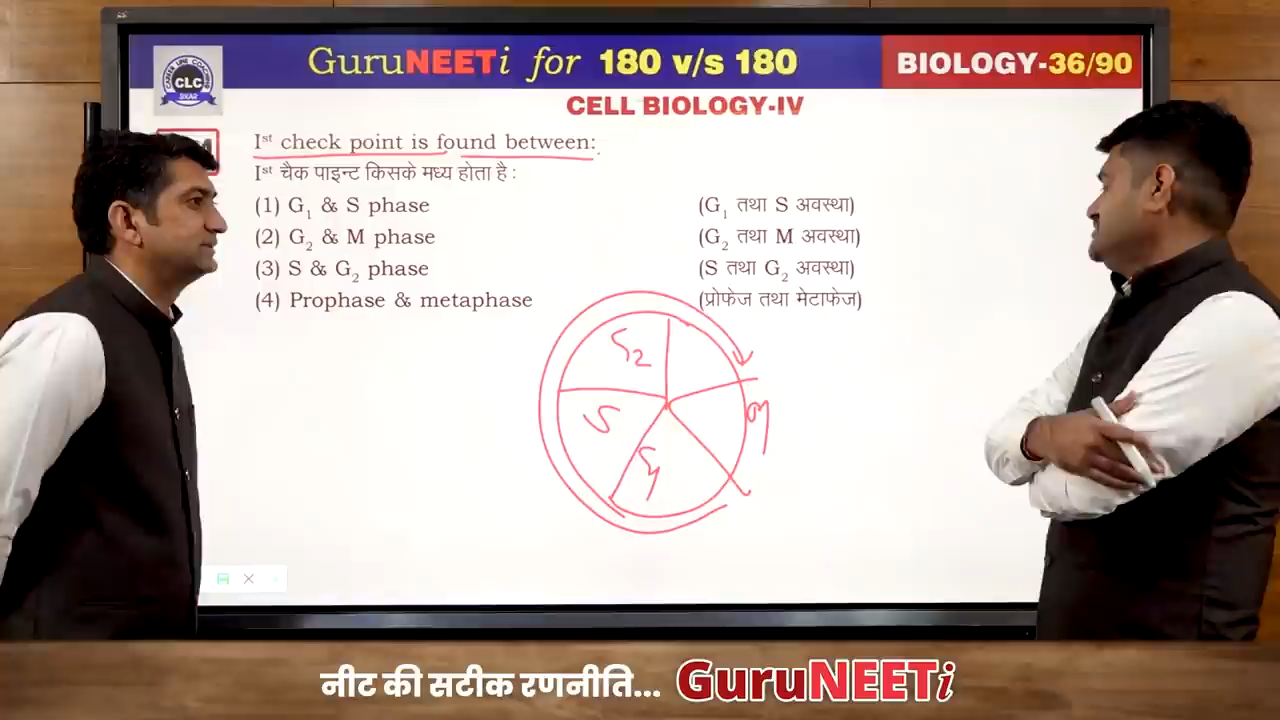 GuruNEETi for 180 v/s 180
BIOLOGY-36/90
CLC
CELL BIOLOGY-IV
Iˢᵗ check point is found between:
Iˢᵗ चैक पाइन्ट किसके मध्य होता है :
(1) G₁ & S phase (G₁ तथा S अवस्था)
(2) G₂ & M phase (G₂ तथा M अवस्था)
(3) S & G₂ phase (S तथा G₂ अवस्था)
(4) Prophase & metaphase (प्रोफेज तथा मेटाफेज)
नीट की सटीक रणनीति... GuruNEETi